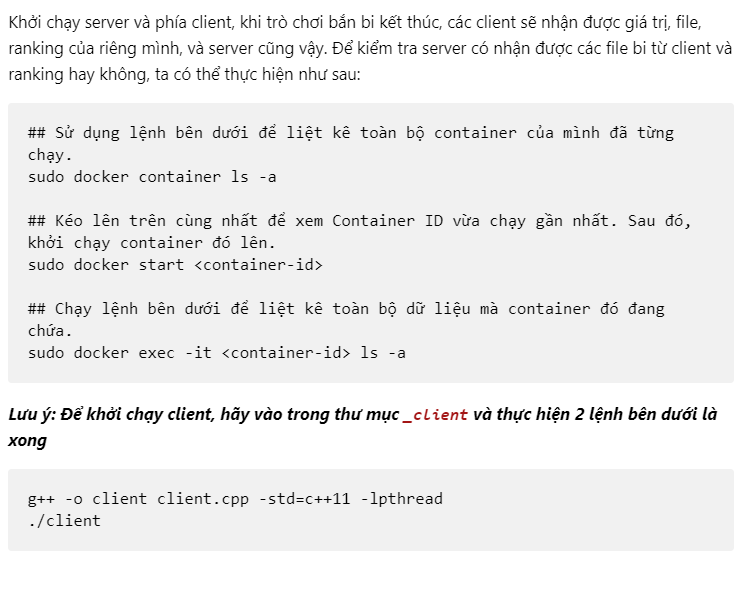 Khởi chạy server và phía client, khi trò chơi bắn bi kết thúc, các client sẽ nhận được giá trị, file,
ranking của riêng mình, và server cũng vậy. Để kiểm tra server có nhận được các file bi từ client và
ranking hay không, ta có thể thực hiện như sau:
## Sử dụng lệnh bên dưới để liệt kê toàn bộ container của mình đã từng
chạy.
sudo docker container ls -a
## Kéo lên trên cùng nhất để xem Container ID vừa chạy gần nhất. Sau đó,
khởi chạy container đó lên.
sudo docker start <container-id>
## Chạy lệnh bên dưới để liệt kê toàn bộ dữ liệu mà container đó đang
chứa.
sudo docker exec -it <container-id> ls -a
Lưu ý: Để khởi chạy client, hãy vào trong thư mục _client và thực hiện 2 lệnh bên dưới là
xong
g++ -o client client.cpp -std=c++11 -lpthread
./client